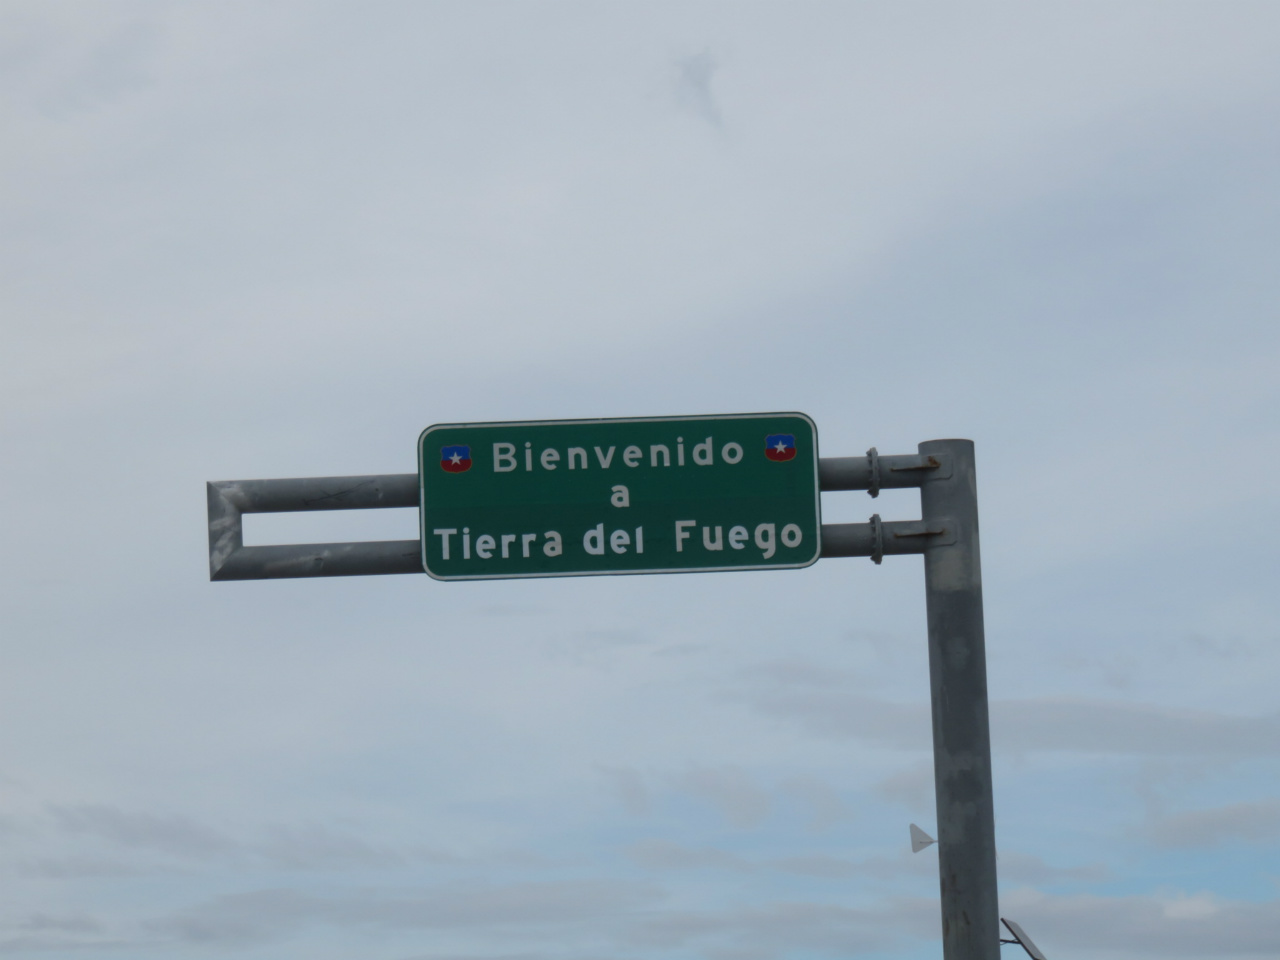 Bienvenido
a
Tierra del Fuego